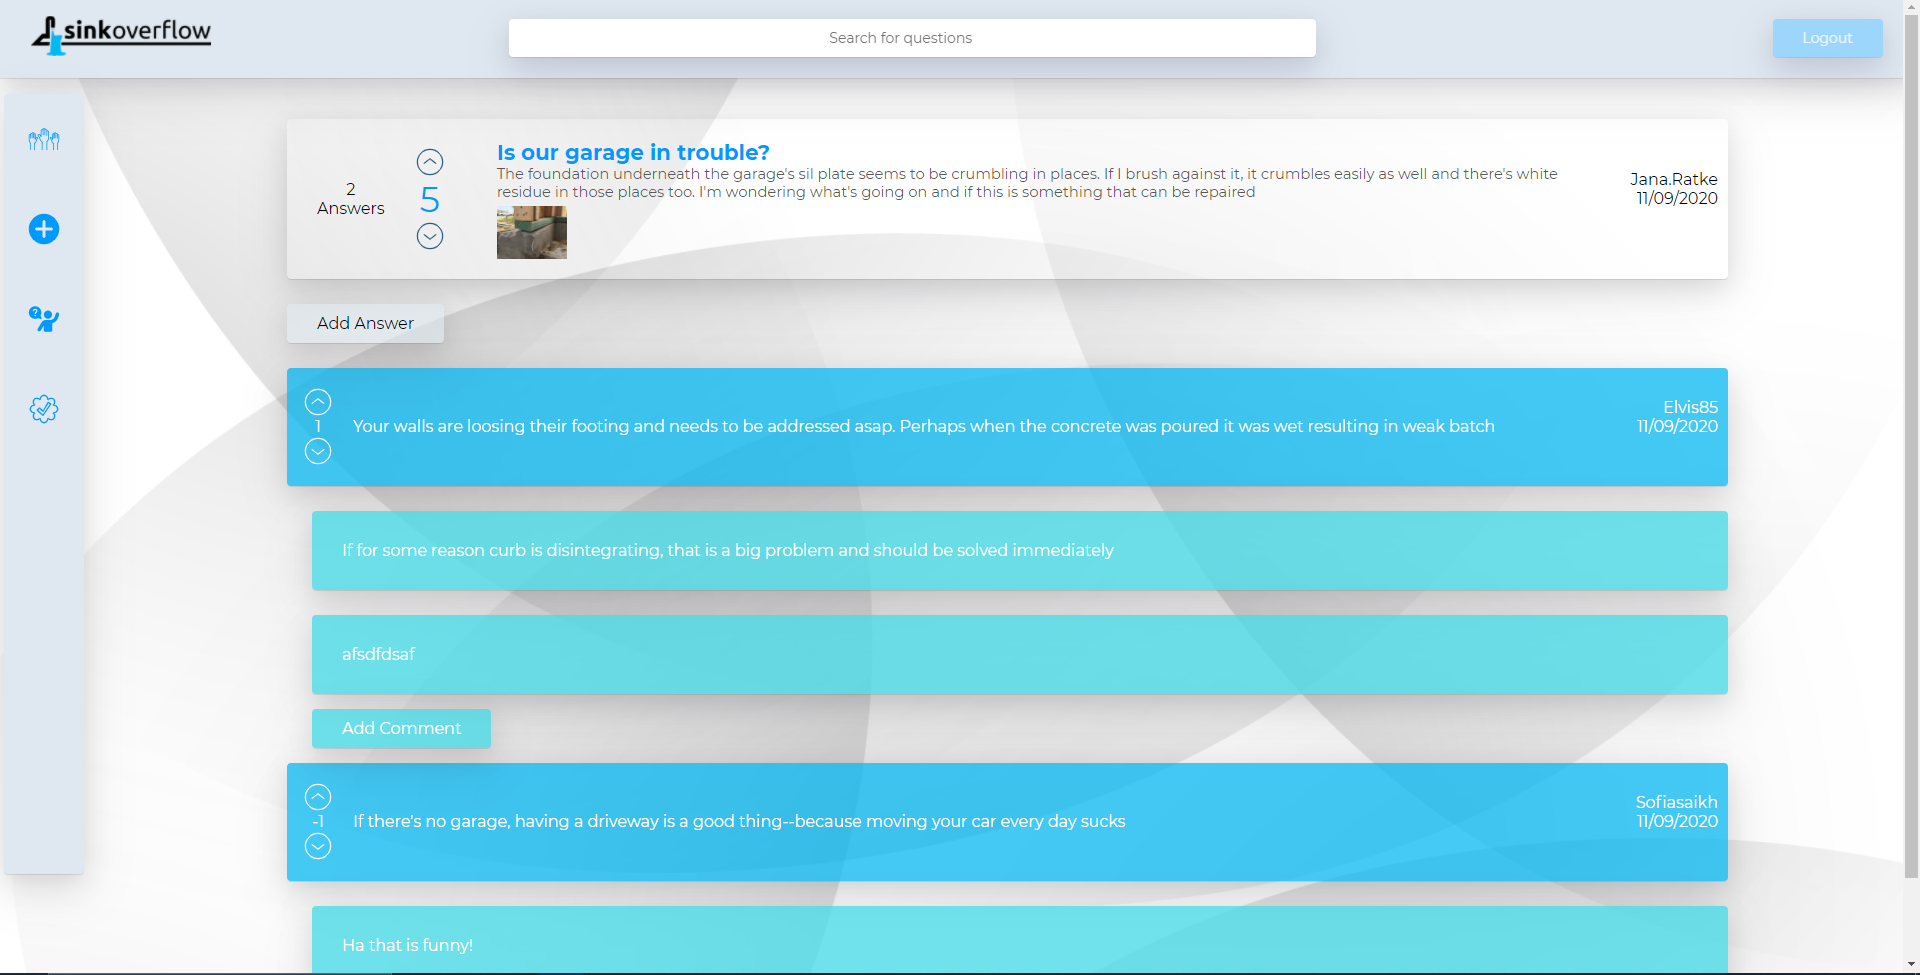 sinkoverflow
Search for questions
Logout
2
Answers
5
Is our garage in trouble?
The foundation underneath the garage's sil plate seems to be crumbling in places. If I brush against it, it crumbles easily as well and there's white
residue in those places too. I'm wondering what's going on and if this is something that can be repaired
Jana.Ratke
11/09/2020
Add Answer
1
Your walls are loosing their footing and needs to be addressed asap. Perhaps when the concrete was poured it was wet resulting in weak batch
Elvis85
11/09/2020
If for some reason curb is disintegrating, that is a big problem and should be solved immediately
afsdfdsaf
Add Comment
-1
If there's no garage, having a driveway is a good thing--because moving your car every day sucks
Sofiasaikh
11/09/2020
Ha that is funny!